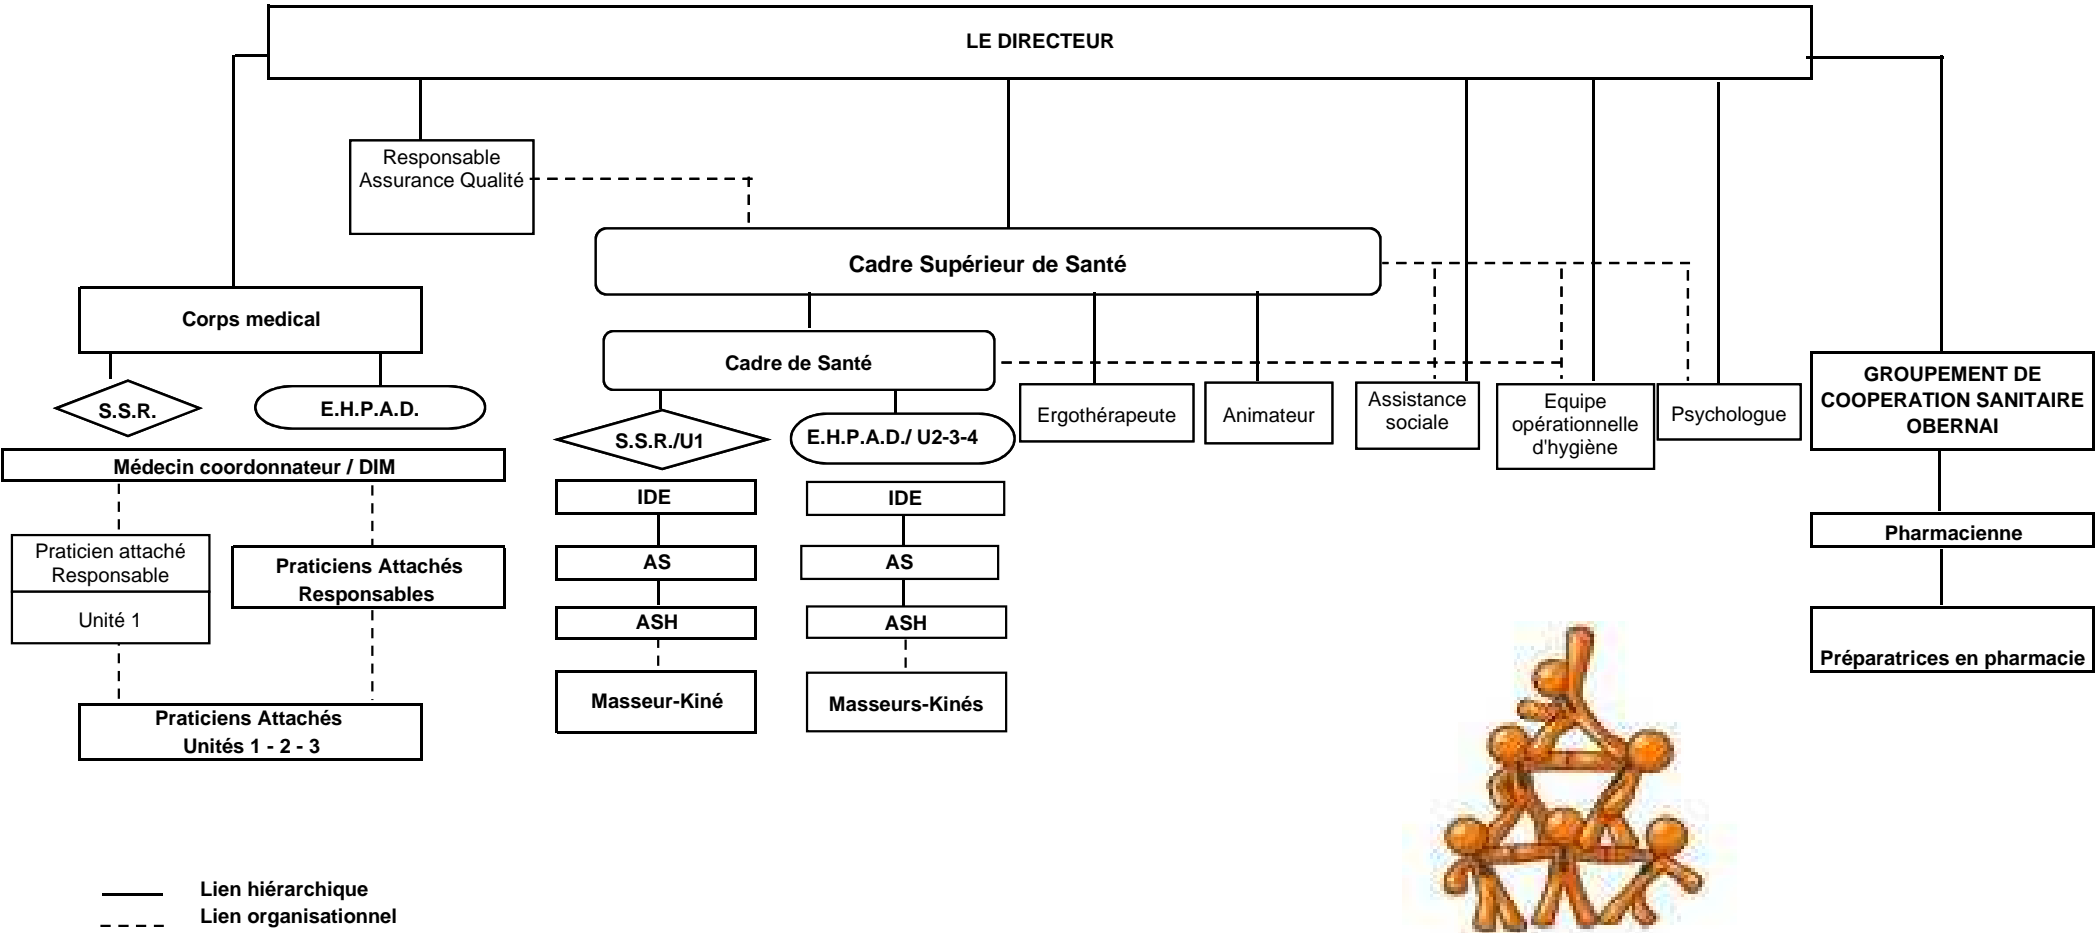 LE DIRECTEUR
Responsable
Assurance Qualité
Cadre Supérieur de Santé
Corps medical
Cadre de Santé
S.S.R.
E.H.P.A.D.
S.S.R./U1
E.H.P.A.D./ U2-3-4
Ergothérapeute
Animateur
Assistance
sociale
Equipe
opérationnelle
d'hygiène
Psychologue
GROUPEMENT DE
COOPERATION SANITAIRE
OBERNAI
Médecin coordonnateur / DIM
IDE
IDE
Praticien attaché
Responsable
Unité 1
Praticiens Attachés
Responsables
AS
AS
Pharmacienne
ASH
ASH
Préparatrices en pharmacie
Masseur-Kiné
Masseurs-Kinés
Praticiens Attachés
Unités 1 - 2 - 3
Lien hiérarchique
Lien organisationnel